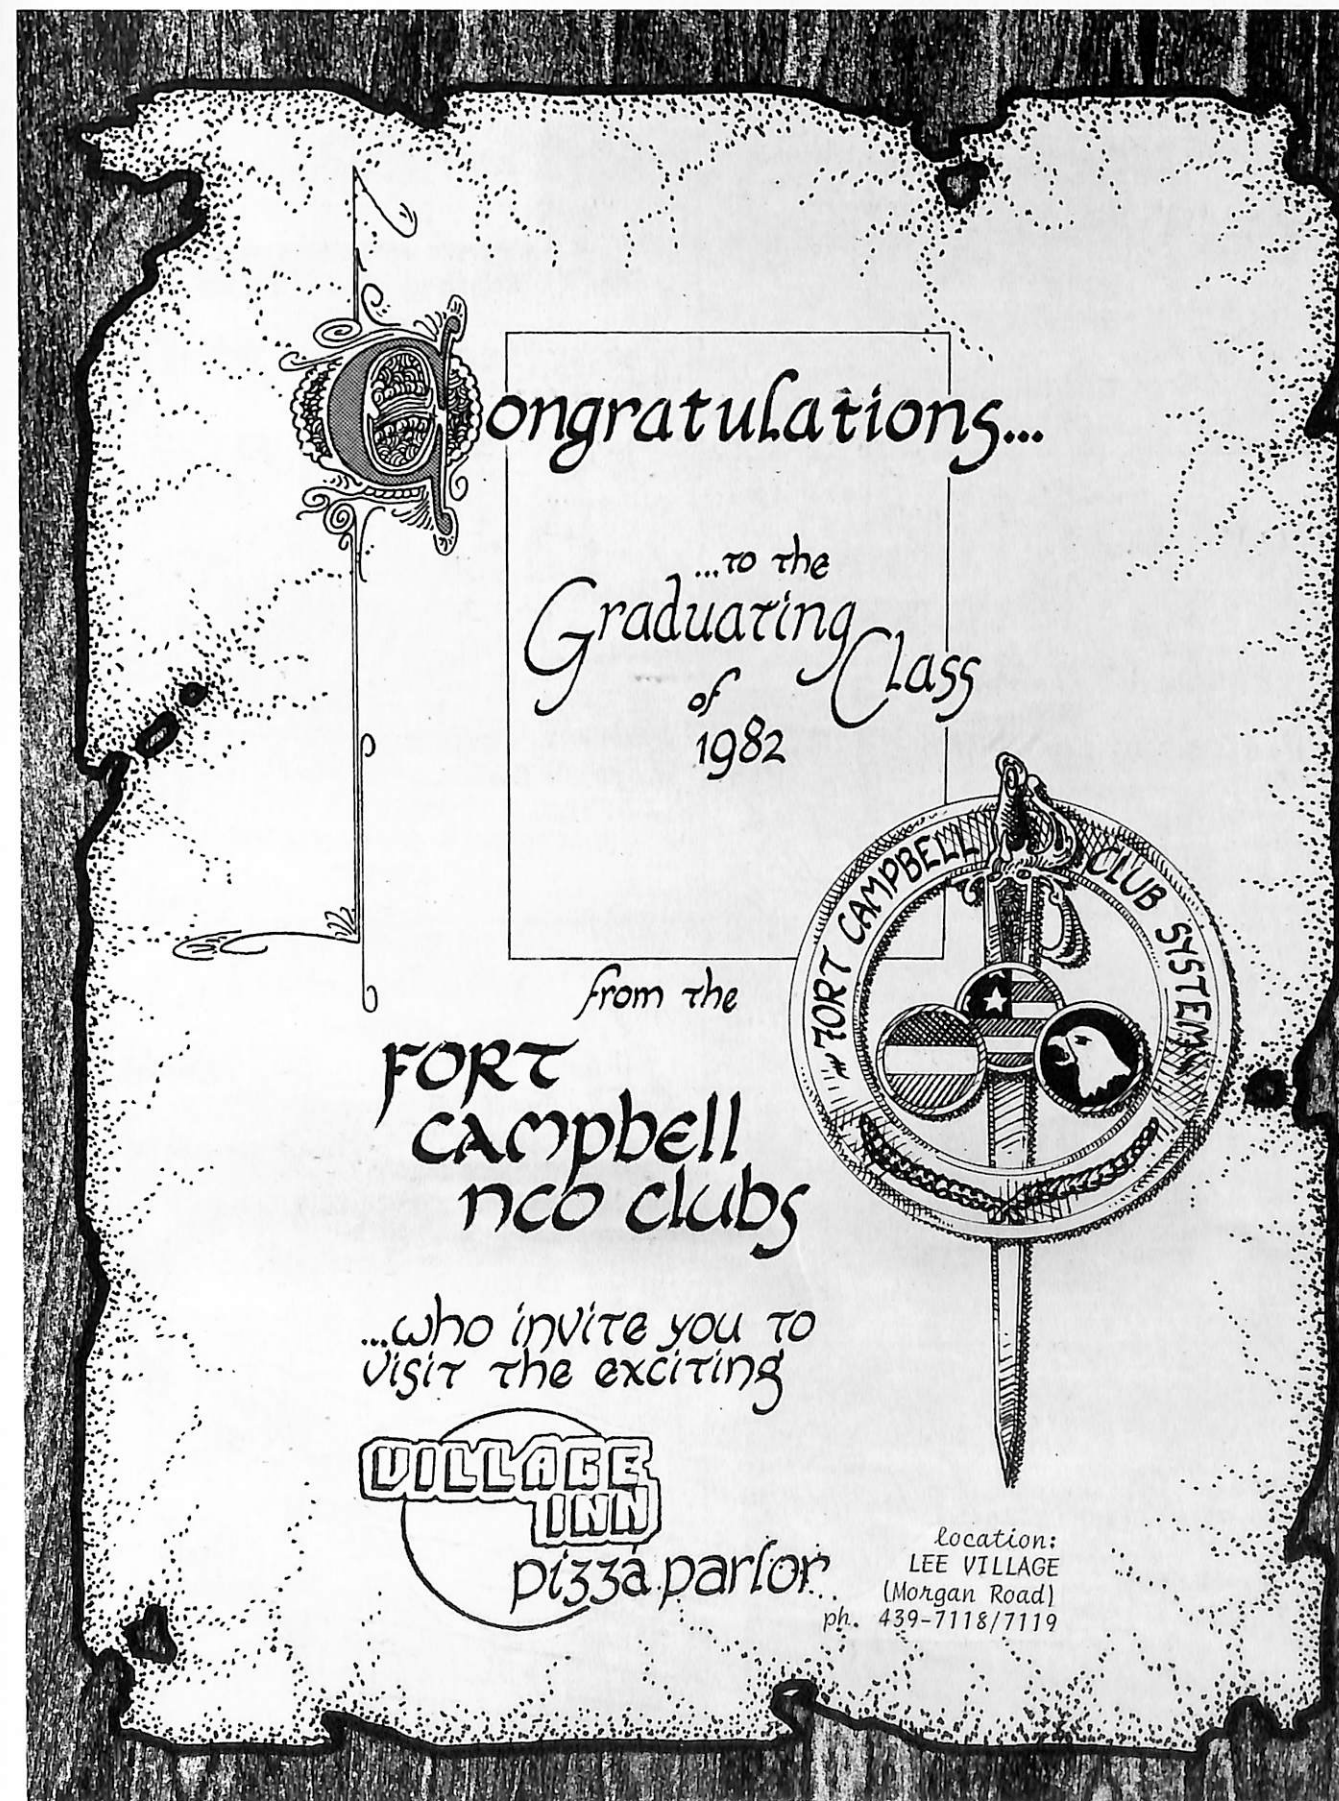 Congratulations...
...to the
Graduating
Class
of
1982
FORT CAMPBELL CLUB SYSTEM
from the
FORT
CAMPBELL
NCO CLUBS
...who invite you to
visit the exciting
VILLAGE
INN
pizza parlor
location:
LEE VILLAGE
(Morgan Road)
ph. 439-7118/7119